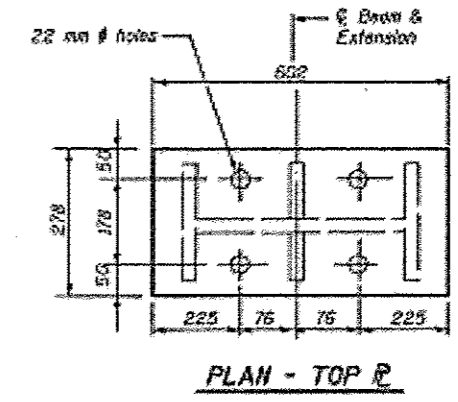 ℄ Beam &
Extension
22 mm ϕ holes
602
50
278
178
50
225
76
76
225
PLAN - TOP ℞